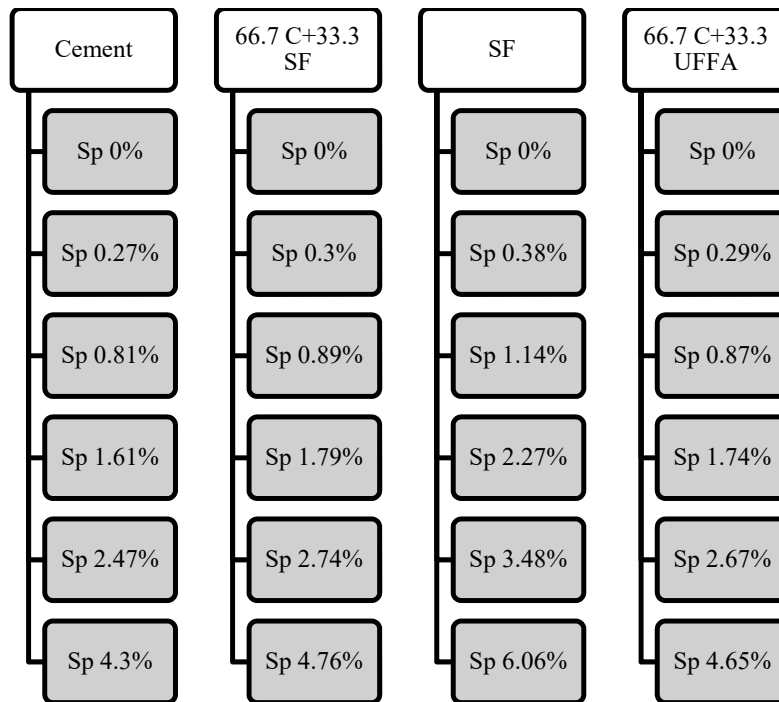 Cement
Sp 0%
Sp 0.27%
Sp 0.81%
Sp 1.61%
Sp 2.47%
Sp 4.3%
66.7 C+33.3
SF
Sp 0%
Sp 0.3%
Sp 0.89%
Sp 1.79%
Sp 2.74%
Sp 4.76%
SF
Sp 0%
Sp 0.38%
Sp 1.14%
Sp 2.27%
Sp 3.48%
Sp 6.06%
66.7 C+33.3
UFFA
Sp 0%
Sp 0.29%
Sp 0.87%
Sp 1.74%
Sp 2.67%
Sp 4.65%